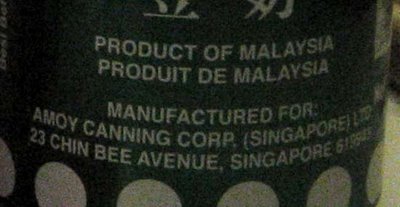 PRODUCT OF MALAYSIA
PRODUIT DE MALAYSIA
MANUFACTURED FOR:
AMOY CANNING CORP. (SINGAPORE) LTD
23 CHIN BEE AVENUE, SINGAPORE